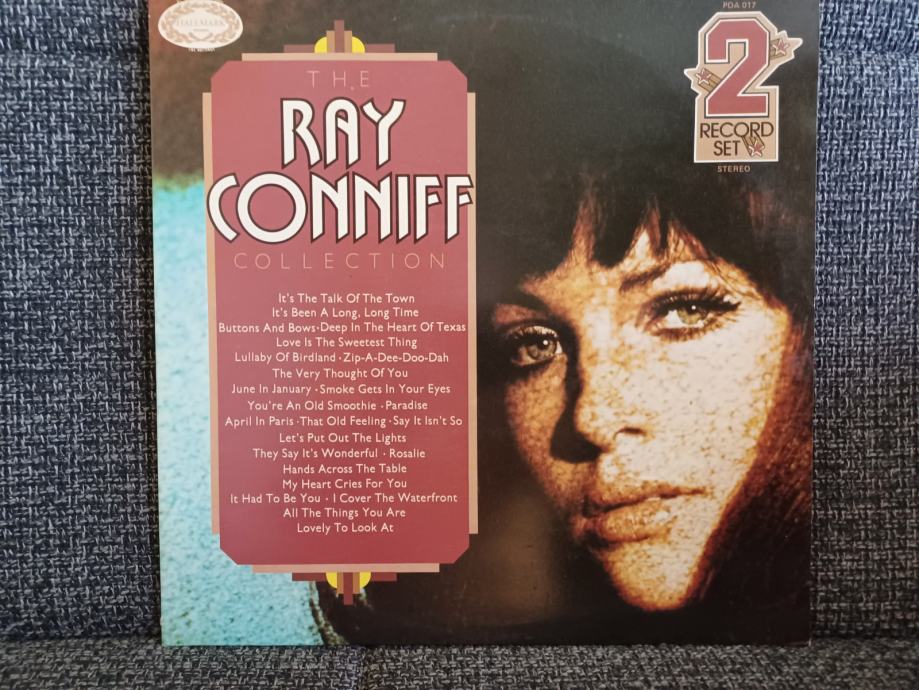 HALLMARK
PDA 017
2
RECORD
SET
STEREO
THE
RAY
CONNIFF
COLLECTION
It's The Talk Of The Town
It's Been A Long, Long Time
Buttons And Bows·Deep In The Heart Of Texas
Love Is The Sweetest Thing
Lullaby Of Birdland·Zip-A-Dee-Doo-Dah
The Very Thought Of You
June In January·Smoke Gets In Your Eyes
You're An Old Smoothie·Paradise
April In Paris·That Old Feeling·Say It Isn't So
Let's Put Out The Lights
They Say It's Wonderful·Rosalie
Hands Across The Table
My Heart Cries For You
It Had To Be You·I Cover The Waterfront
All The Things You Are
Lovely To Look At